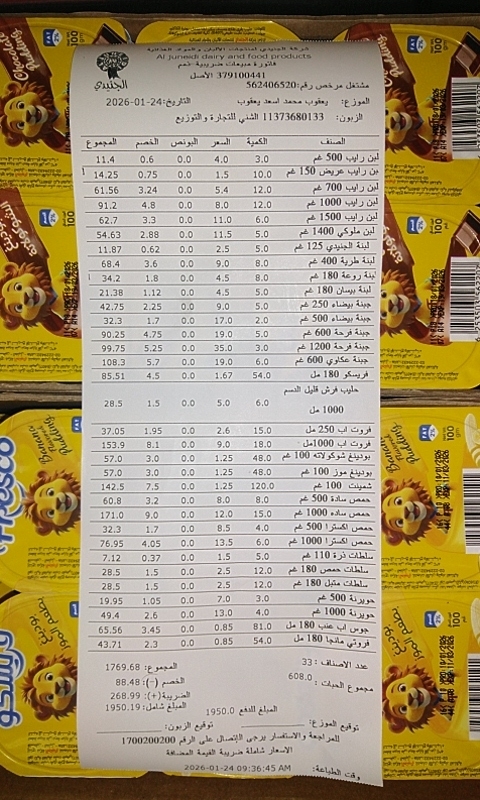 شركة الجنيدي لمنتجات الألبان والمواد الغذائية
Al Juneidi dairy and food products
فاتورة مبيعات ضريبية-ذمم
379100441 الأصل
الجنيدي
مشتغل مرخص رقم:562406520
الموزع: يعقوب محمد اسعد يعقوب التاريخ:2026-01-24
الزبون: 11373680133 الشني للتجارة والتوزيع
الصنف الكمية السعر البونص الخصم المجموع
لبن رايب 500 غم 3.0 4.0 0.0 0.6 11.4
لبن رايب عريض 150 غم 10.0 1.5 0.0 0.75 14.25
لبن رايب 700 غم 12.0 5.4 0.0 3.24 61.56
لبن رايب 1000 غم 12.0 8.0 0.0 4.8 91.2
لبن رايب 1500 غم 6.0 11.0 0.0 3.3 62.7
لبن ملوكي 1400 غم 5.0 11.5 0.0 2.88 54.63
لبنة الجنيدي 125 غم 5.0 2.5 0.0 0.62 11.87
لبنة طرية 400 غم 8.0 9.0 0.0 3.6 68.4
لبنة روعة 180 غم 8.0 4.5 0.0 1.8 34.2
لبنة بيسان 180 غم 5.0 4.5 0.0 1.12 21.38
جبنة بيضاء 250 غم 5.0 9.0 0.0 2.25 42.75
جبنة بيضاء 500 غم 2.0 17.0 0.0 1.7 32.3
جبنة فرحة 600 غم 5.0 19.0 0.0 4.75 90.25
جبنة فرحة 1200 غم 3.0 35.0 0.0 5.25 99.75
جبنة عكاوي 600 غم 6.0 19.0 0.0 5.7 108.3
فريسكو 180 مل 54.0 1.67 0.0 4.5 85.51
حليب فرش قليل الدسم
1000 مل 6.0 5.0 0.0 1.5 28.5
فروت اب 250 مل 15.0 2.6 0.0 1.95 37.05
فروت اب 1000مل 18.0 9.0 0.0 8.1 153.9
بودينغ شوكولاته 100 غم 48.0 1.25 0.0 3.0 57.0
بودينغ موز 100 غم 48.0 1.25 0.0 3.0 57.0
شمينت 100 غم 120.0 1.25 0.0 7.5 142.5
حمص سادة 500 غم 8.0 8.0 0.0 3.2 60.8
حمص ساده 1000 غم 15.0 12.0 0.0 9.0 171.0
حمص اكسترا 500 غم 4.0 8.5 0.0 1.7 32.3
حمص اكسترا 1000 غم 6.0 13.5 0.0 4.05 76.95
سلطات ذرة 110 غم 5.0 1.5 0.0 0.37 7.12
سلطات حمص 180 غم 12.0 2.5 0.0 1.5 28.5
سلطات متبل 180 غم 12.0 2.5 0.0 1.5 28.5
جويرنة 500 غم 3.0 7.0 0.0 1.05 19.95
جويرنة 1000 غم 4.0 13.0 0.0 2.6 49.4
جوس اب عنب 180 مل 81.0 0.85 0.0 3.45 65.56
فروتي مانجا 180 مل 54.0 0.85 0.0 2.3 43.71
عدد الاصناف : 33 المجموع: 1769.68
مجموع الحبات : 608.0 الخصم (-): 88.48
الضريبة(+): 268.99
المبلغ للدفع 1950.0 المبلغ شامل: 1950.19
توقيع الموزع: توقيع الزبون:
للمراجعة والاستفسار يرجى الإتصال على الرقم 1700200200
الاسعار شاملة ضريبة القيمة المضافة
وقت الطباعة: 2026-01-24 09:36:45 AM
Chocolate
Pudding
FAT
100
Banana
Flavored
Pudding
Fresco
فريسكو
بودينغ
بطعم الموز